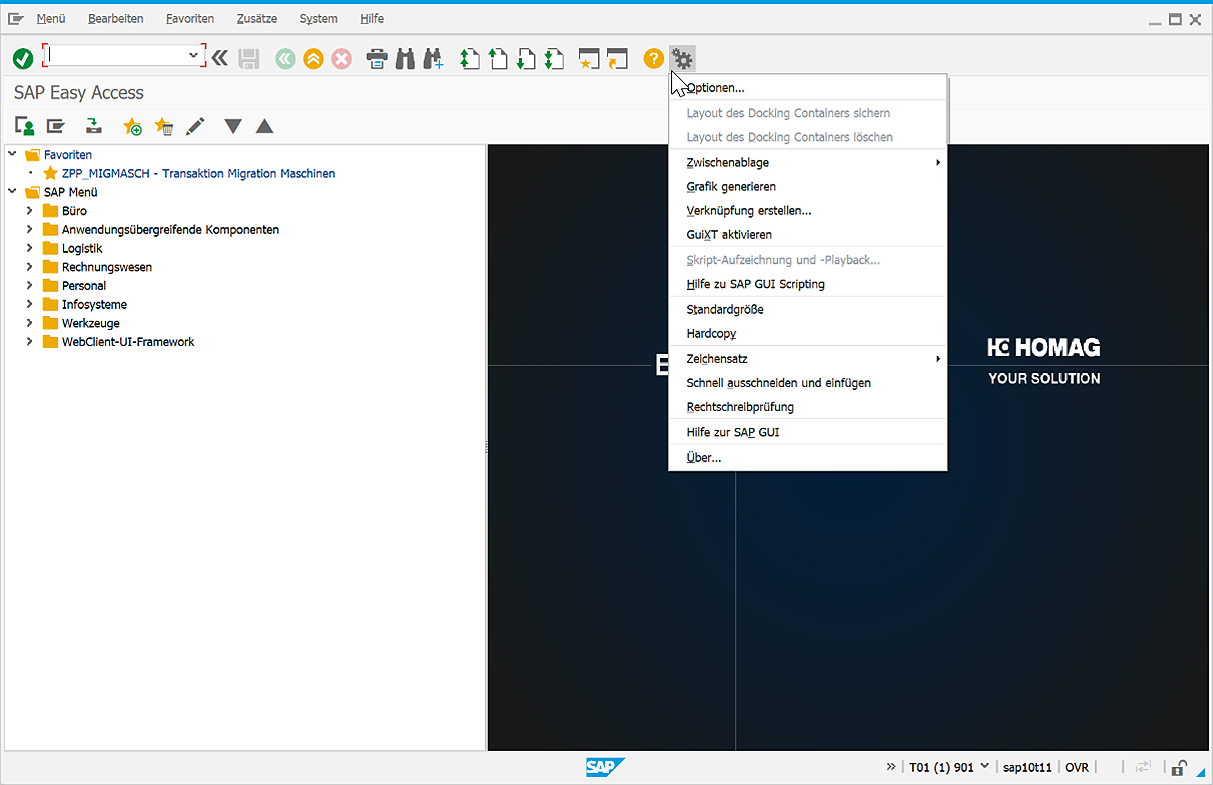 Menü Bearbeiten Favoriten Zusätze System Hilfe
SAP Easy Access
Optionen...
Layout des Docking Containers sichern
Layout des Docking Containers löschen
Zwischenablage
Grafik generieren
Verknüpfung erstellen...
GuiXT aktivieren
Skript-Aufzeichnung und -Playback...
Hilfe zu SAP GUI Scripting
Standardgröße
Hardcopy
Zeichensatz
Schnell ausschneiden und einfügen
Rechtschreibprüfung
Hilfe zur SAP GUI
Über...
Favoriten
ZPP_MIGMASCH - Transaktion Migration Maschinen
SAP Menü
Büro
Anwendungsübergreifende Komponenten
Logistik
Rechnungswesen
Personal
Infosysteme
Werkzeuge
WebClient-UI-Framework
E
HOMAG
YOUR SOLUTION
SAP
T01 (1) 901 sap10t11 OVR